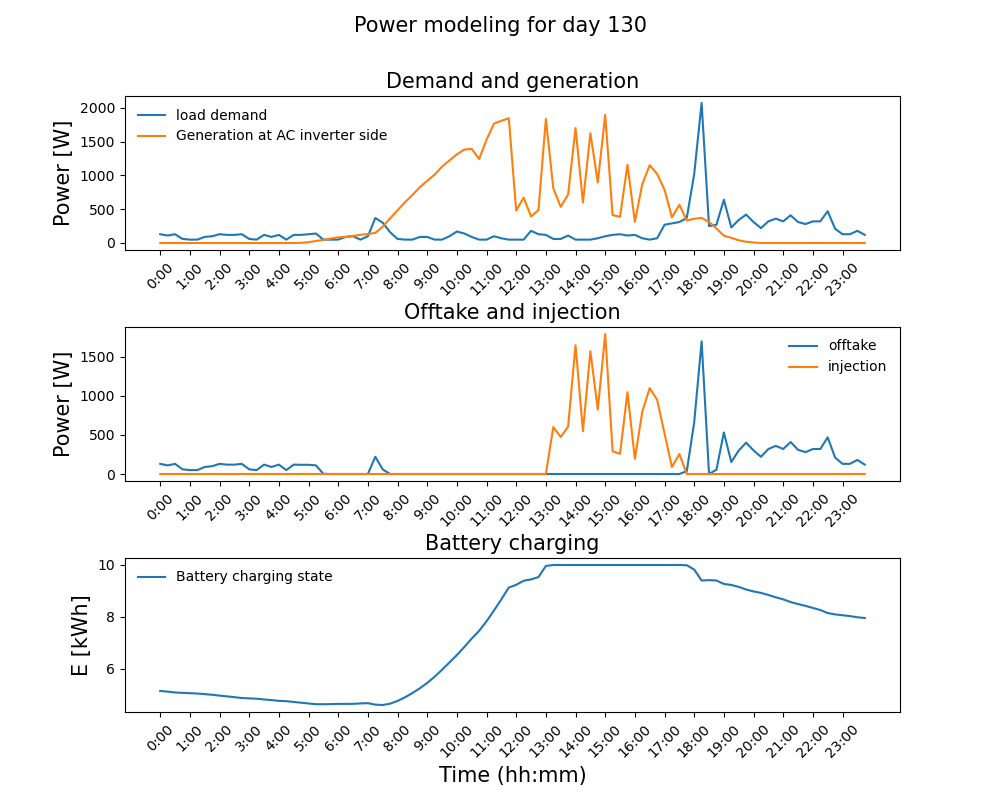 Power modeling for day 130
Demand and generation
Power [W]
2000
1500
1000
500
0
load demand
Generation at AC inverter side
0:00 1:00 2:00 3:00 4:00 5:00 6:00 7:00 8:00 9:00 10:00 11:00 12:00 13:00 14:00 15:00 16:00 17:00 18:00 19:00 20:00 21:00 22:00 23:00
Offtake and injection
Power [W]
1500
1000
500
0
offtake
injection
0:00 1:00 2:00 3:00 4:00 5:00 6:00 7:00 8:00 9:00 10:00 11:00 12:00 13:00 14:00 15:00 16:00 17:00 18:00 19:00 20:00 21:00 22:00 23:00
Battery charging
E [kWh]
10
8
6
Battery charging state
0:00 1:00 2:00 3:00 4:00 5:00 6:00 7:00 8:00 9:00 10:00 11:00 12:00 13:00 14:00 15:00 16:00 17:00 18:00 19:00 20:00 21:00 22:00 23:00
Time (hh:mm)